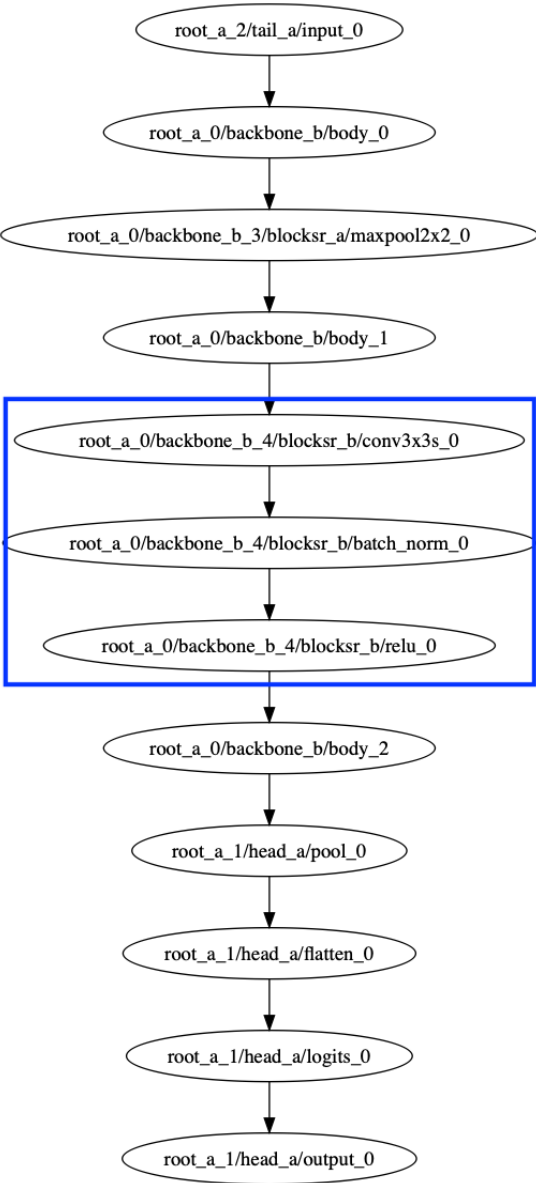 root_a_2/tail_a/input_0
root_a_0/backbone_b/body_0
root_a_0/backbone_b_3/blocksr_a/maxpool2x2_0
root_a_0/backbone_b/body_1
root_a_0/backbone_b_4/blocksr_b/conv3x3s_0
root_a_0/backbone_b_4/blocksr_b/batch_norm_0
root_a_0/backbone_b_4/blocksr_b/relu_0
root_a_0/backbone_b/body_2
root_a_1/head_a/pool_0
root_a_1/head_a/flatten_0
root_a_1/head_a/logits_0
root_a_1/head_a/output_0